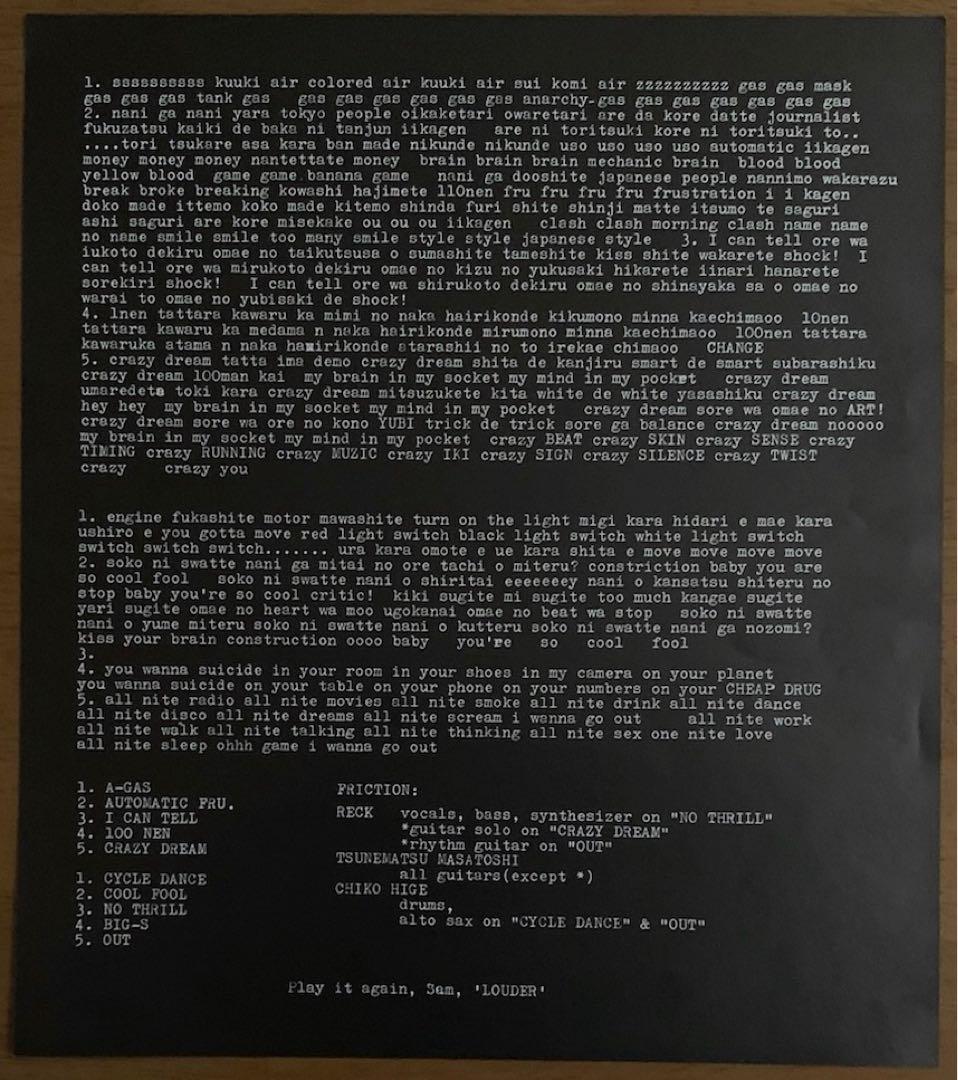 1. ssssssssss kuuki air colored air kuuki air sui komi air zzzzzzzzzz gas gas mask
gas gas gas tank gas gas gas gas gas gas gas anarchy-gas gas gas gas gas gas gas
2. nani ga nani yara tokyo people oikaketari owaretari are da kore datte journalist
fukuzatsu kaiki de baka ni tanjun iikagen are ni toritsuki kore ni toritsuki to..
....tori tsukare asa kara ban made nikunde nikunde uso uso uso uso automatic iikagen
money money money nantettate money brain brain brain mechanic brain blood blood
yellow blood game game banana game nani ga dooshite japanese people nannimo wakarazu
break broke breaking kowashi hajimete 110nen fru fru fru fru frustration i i kagen
doko made ittemo koko made kitemo shinda furi shite shinji matte itsumo te saguri
ashi saguri are kore misekake ou ou ou iikagen clash clash morning clash name name
no name smile smile too many smile style style japanese style 3. I can tell ore wa
iukoto dekiru omae no taikutsusa o sumashite tameshite kiss shite wakarete shock! I
can tell ore wa mirukoto dekiru omae no kizu no yukusaki hikarete iinari hanarete
sorekiri shock! I can tell ore wa shirukoto dekiru omae no shinayaka sa o omae no
warai to omae no yubisaki de shock!
4. 1nen tattara kawaru ka mimi no naka hairikonde kikumono minna kaechimaoo 10nen
tattara kawaru ka medama n naka hairikonde mirumono minna kaechimaoo 100nen tattara
kawaruka atama n naka hairikonde atarashii no to irekae chimaoo CHANGE
5. crazy dream tatta ima demo crazy dream shita de kanjiru smart de smart subarashiku
crazy dream 100man kai my brain in my socket my mind in my pocket crazy dream
umaredeta toki kara crazy dream mitsuzukete kita white de white yasashiku crazy dream
hey hey my brain in my socket my mind in my pocket crazy dream sore wa omae no ART!
crazy dream sore wa ore no kono YUBI trick de trick sore ga balance crazy dream nooooo
my brain in my socket my mind in my pocket crazy BEAT crazy SKIN crazy SENSE crazy
TIMING crazy RUNNING crazy MUZIC crazy IKI crazy SIGN crazy SILENCE crazy TWIST
crazy crazy you
1. engine fukashite motor mawashite turn on the light migi kara hidari e mae kara
ushiro e you gotta move red light switch black light switch white light switch
switch switch switch....... ura kara omote e ue kara shita e move move move move
2. soko ni swatte nani ga mitai no ore tachi o miteru? constriction baby you are
so cool fool soko ni swatte nani o shiritai eeeeeeey nani o kansatsu shiteru no
stop baby you're so cool critic! kiki sugite mi sugite too much kangae sugite
yari sugite omae no heart wa moo ugokanai omae no beat wa stop soko ni swatte
nani o yume miteru soko ni swatte nani o kutteru soko ni swatte nani ga nozomi?
kiss your brain construction oooo baby you're so cool fool
3.
4. you wanna suicide in your room in your shoes in my camera on your planet
you wanna suicide on your table on your phone on your numbers on your CHEAP DRUG
5. all nite radio all nite movies all nite smoke all nite drink all nite dance
all nite disco all nite dreams all nite scream i wanna go out all nite work
all nite walk all nite talking all nite thinking all nite sex one nite love
all nite sleep ohhh game i wanna go out
1. A-GAS
2. AUTOMATIC FRU.
3. I CAN TELL
4. 100 NEN
5. CRAZY DREAM
1. CYCLE DANCE
2. COOL FOOL
3. NO THRILL
4. BIG-S
5. OUT
FRICTION:
RECK vocals, bass, synthesizer on "NO THRILL"
*guitar solo on "CRAZY DREAM"
*rhythm guitar on "OUT"
TSUNEMATSU MASATOSHI
all guitars(except *)
CHIKO HIGE
drums,
alto sax on "CYCLE DANCE" & "OUT"
Play it again, Sam, 'LOUDER'